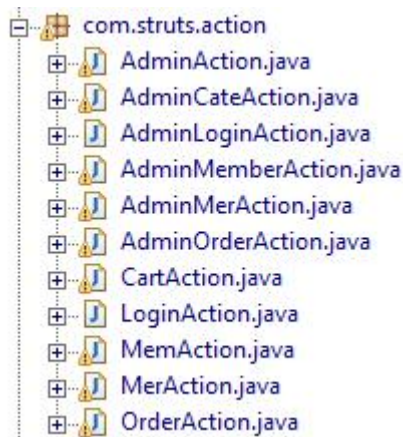 com.struts.action
AdminAction.java
AdminCateAction.java
AdminLoginAction.java
AdminMemberAction.java
AdminMerAction.java
AdminOrderAction.java
CartAction.java
LoginAction.java
MemAction.java
MerAction.java
OrderAction.java